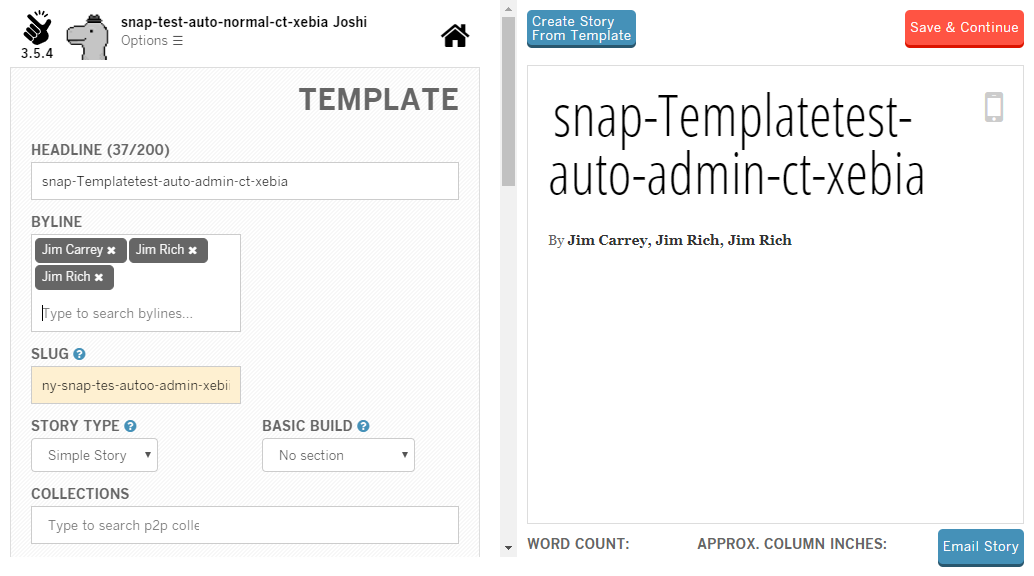 snap-test-auto-normal-ct-xebia Joshi
Options ☰
3.5.4
TEMPLATE
HEADLINE (37/200)
snap-Templatetest-auto-admin-ct-xebia
BYLINE
Jim Carrey ✖ Jim Rich ✖
Jim Rich ✖
Type to search bylines...
SLUG ?
ny-snap-tes-autoo-admin-xebi
STORY TYPE ? BASIC BUILD ?
Simple Story No section
COLLECTIONS
Type to search p2p colle
Create Story
From Template
Save & Continue
snap-Templatetest-
auto-admin-ct-xebia
By Jim Carrey, Jim Rich, Jim Rich
WORD COUNT: APPROX. COLUMN INCHES:
Email Story